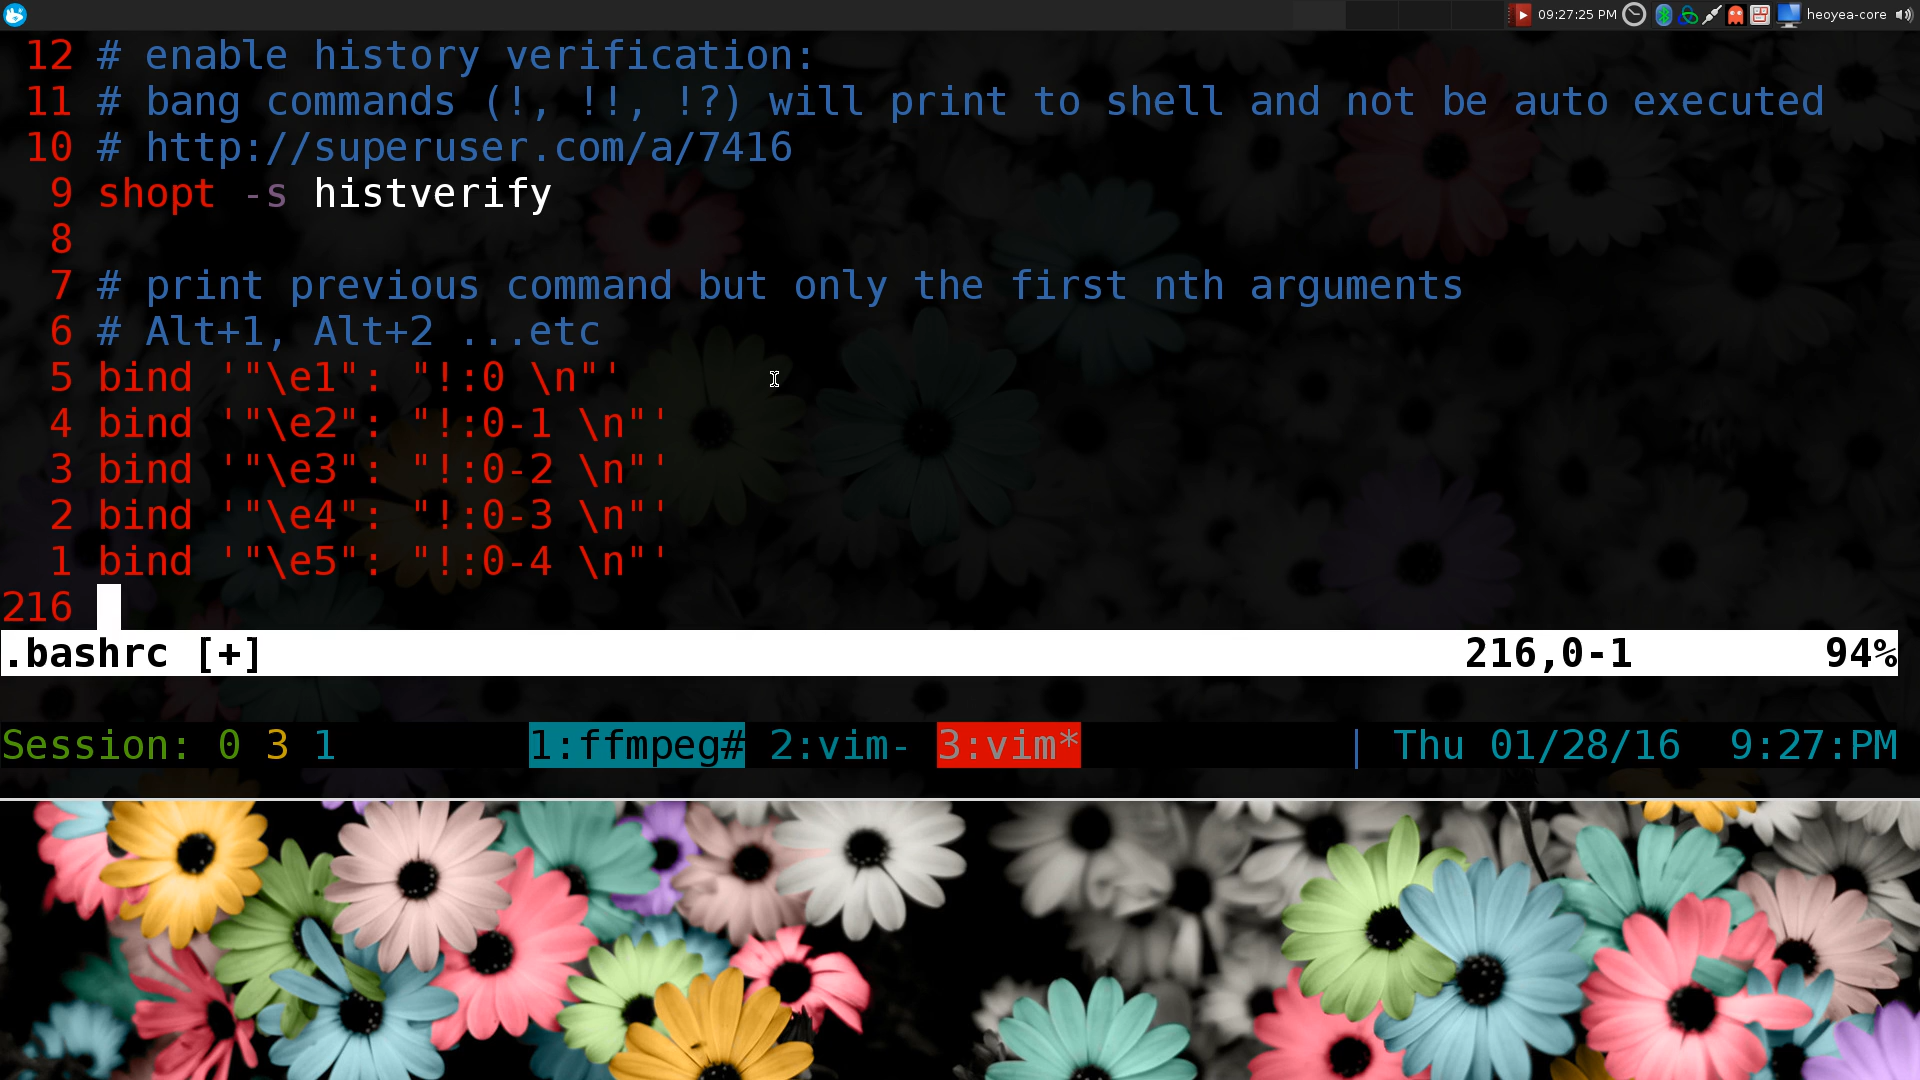 09:27:25 PM heoyea-core
12 # enable history verification:
11 # bang commands (!, !!, !?) will print to shell and not be auto executed
10 # http://superuser.com/a/7416
9 shopt -s histverify
8
7 # print previous command but only the first nth arguments
6 # Alt+1, Alt+2 ...etc
5 bind '"\e1": "!:0 \n"'
4 bind '"\e2": "!:0-1 \n"'
3 bind '"\e3": "!:0-2 \n"'
2 bind '"\e4": "!:0-3 \n"'
1 bind '"\e5": "!:0-4 \n"'
216
.bashrc [+] 216,0-1 94%
Session: 0 3 1 1:ffmpeg# 2:vim- 3:vim* | Thu 01/28/16 9:27:PM